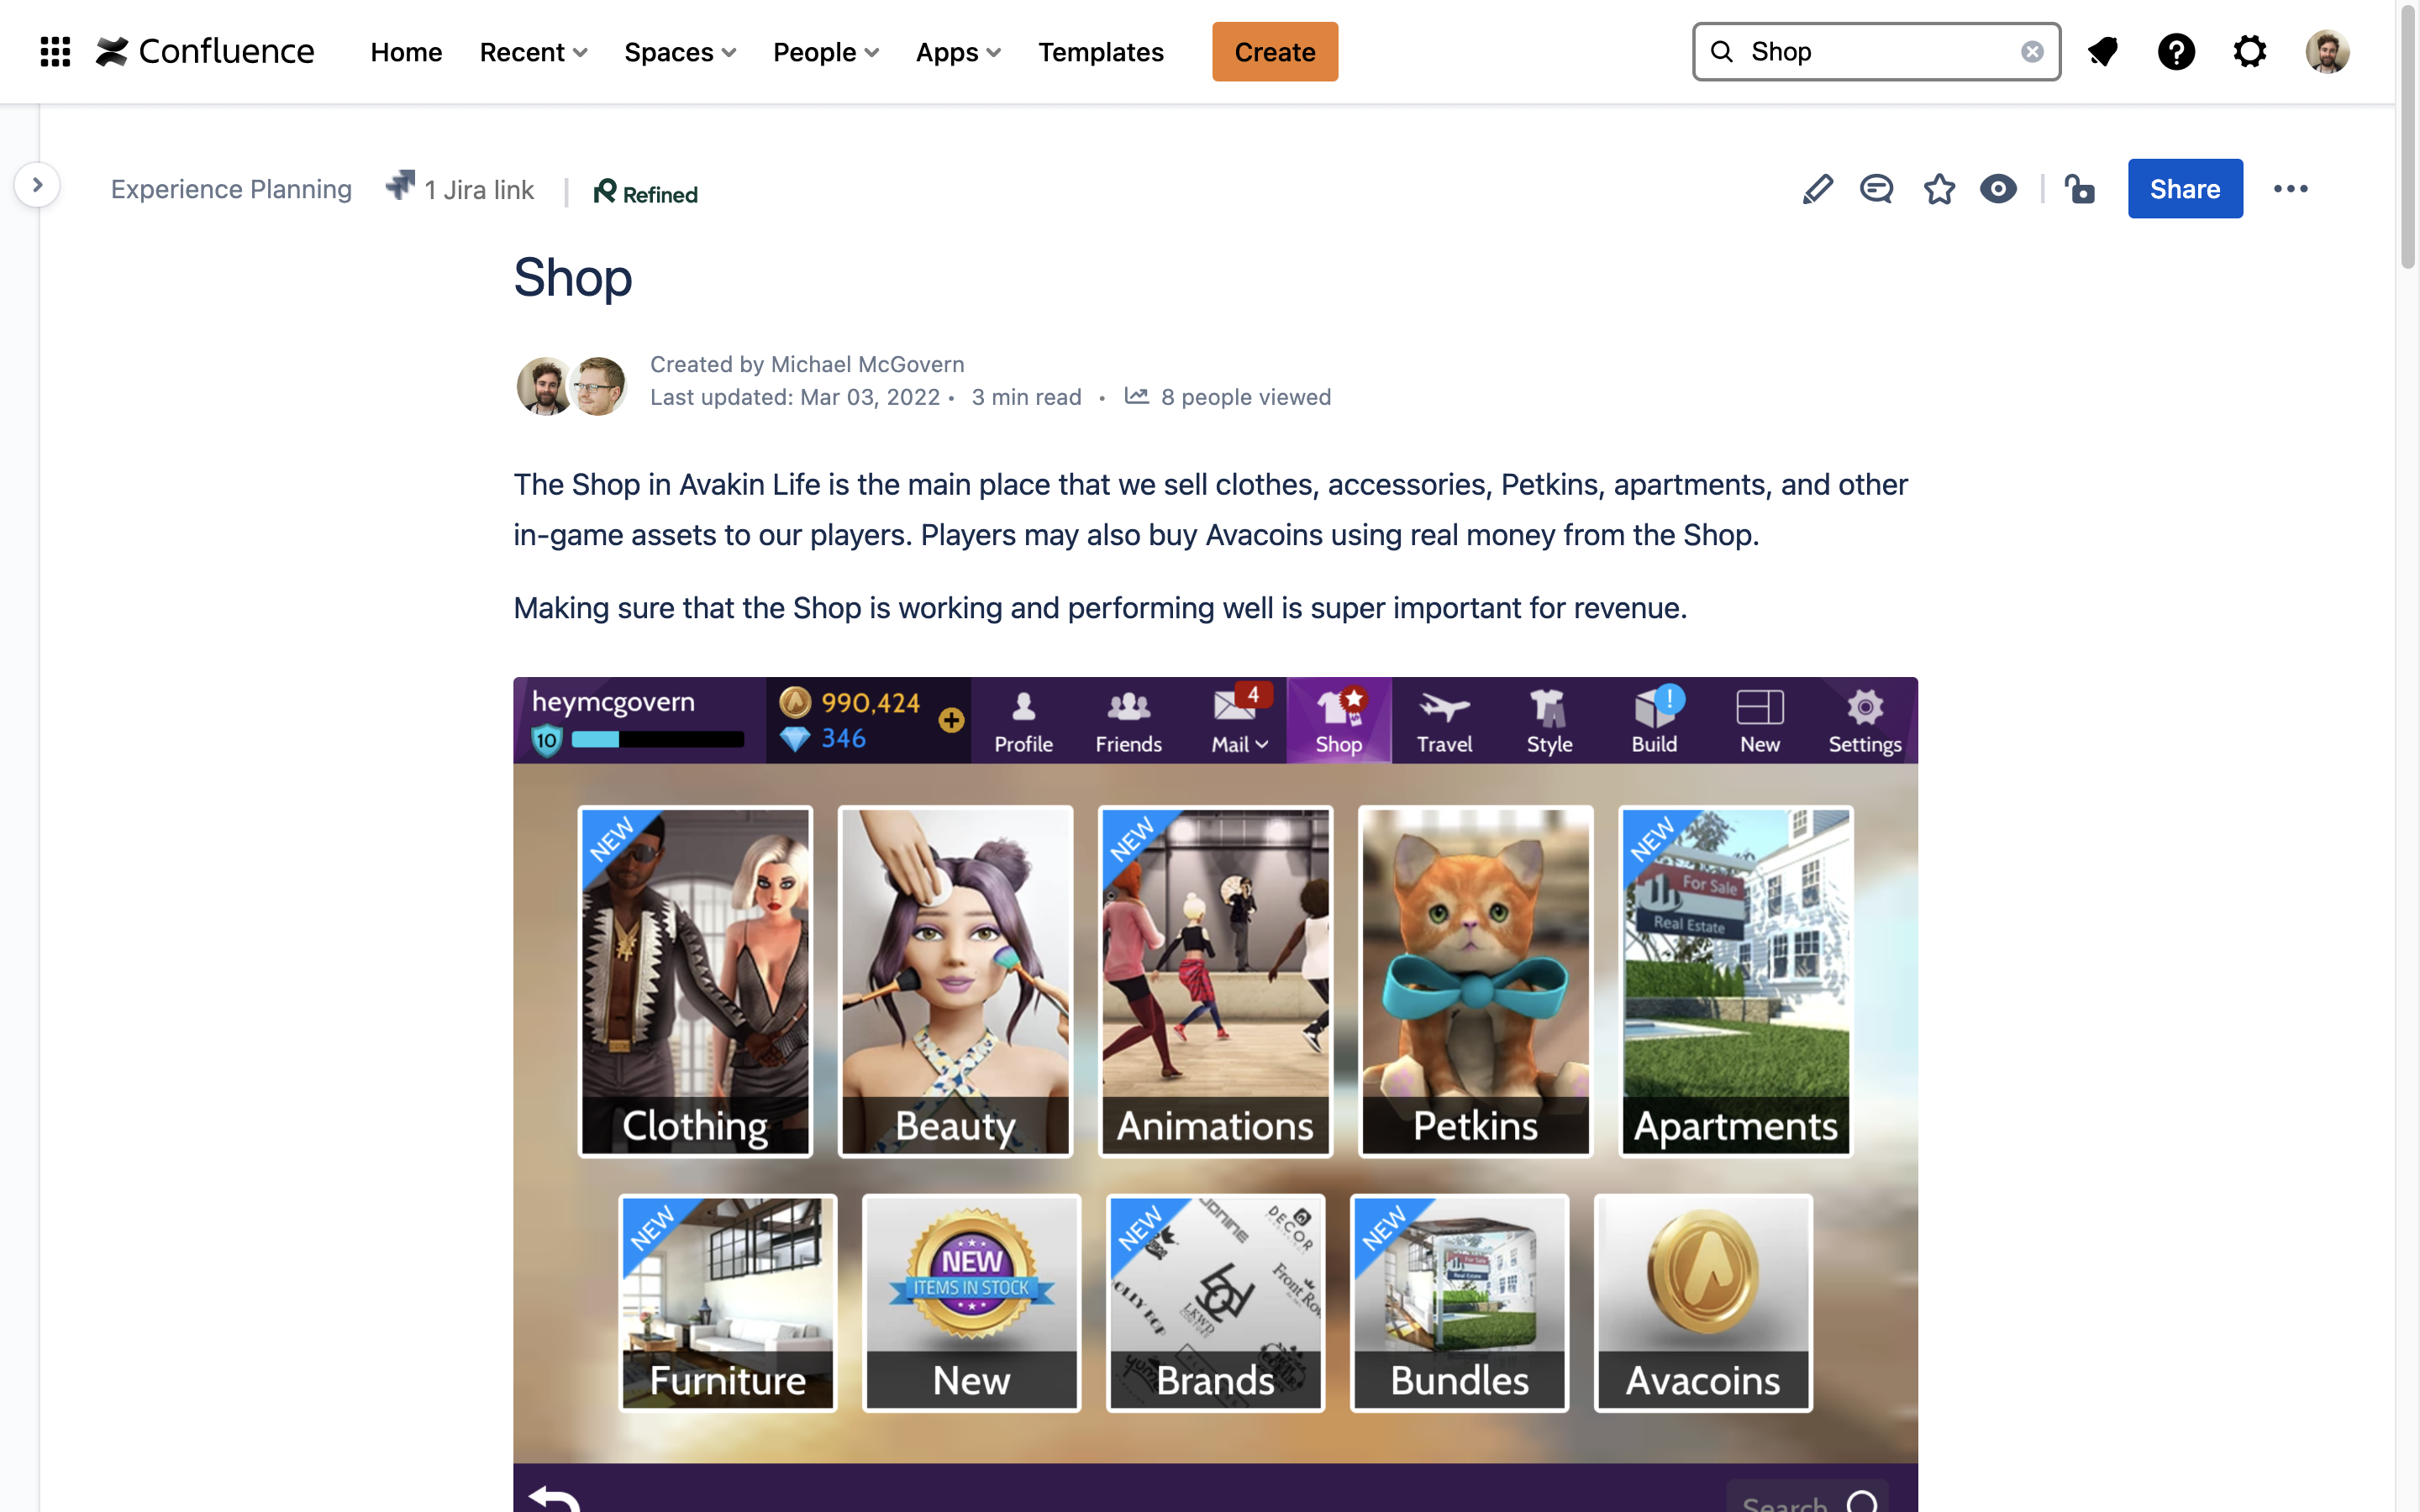 Confluence Home Recent Spaces People Apps Templates Create Shop
Experience Planning 1 Jira link Refined Share
Shop
Created by Michael McGovern
Last updated: Mar 03, 2022 • 3 min read • 8 people viewed
The Shop in Avakin Life is the main place that we sell clothes, accessories, Petkins, apartments, and other
in-game assets to our players. Players may also buy Avacoins using real money from the Shop.
Making sure that the Shop is working and performing well is super important for revenue.
heymcgovern 990,424 4
10 346 Profile Friends Mail Shop Travel Style Build New Settings
NEW NEW NEW
For Sale
Real Estate
Clothing Beauty Animations Petkins Apartments
NEW NEW NEW
DECOR
NEW
ITEMS IN STOCK
Front Row
LKWD
Furniture New Brands Bundles Avacoins
Search